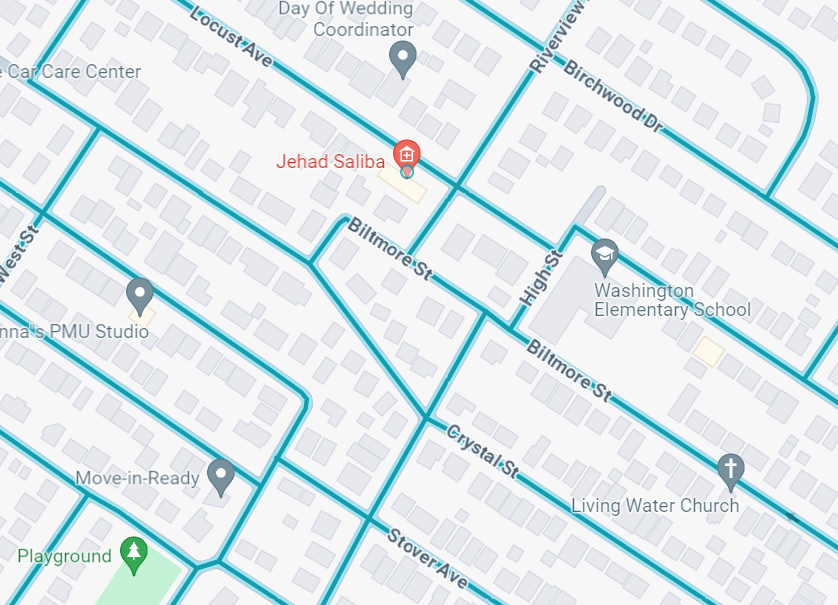 Day Of Wedding
Coordinator
Locust Ave
Riverview
e Car Care Center
Birchwood Dr
Jehad Saliba
Biltmore St
West St
High St
Washington
Elementary School
nna's PMU Studio
Biltmore St
Crystal St
Move-in-Ready
Living Water Church
Playground
Stover Ave